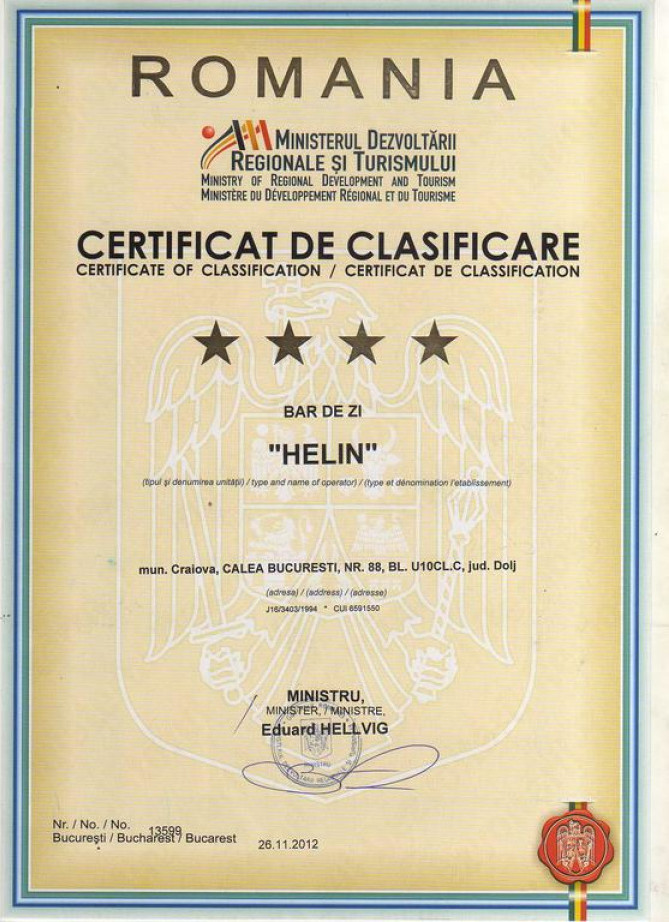 ROMANIA
MINISTERUL DEZVOLTĂRII
REGIONALE ȘI TURISMULUI
MINISTRY OF REGIONAL DEVELOPMENT AND TOURISM
MINISTÈRE DU DÉVELOPPEMENT RÉGIONAL ET DU TOURISME
CERTIFICAT DE CLASIFICARE
CERTIFICATE OF CLASSIFICATION / CERTIFICAT DE CLASSIFICATION
BAR DE ZI
"HELIN"
(tipul și denumirea unității) / type and name of operator) / (type et dénomination l'etablissement)
mun. Craiova, CALEA BUCURESTI, NR. 88, BL. U10CL.C, jud. Dolj
(adresa) / (address) / (adresse)
J16/3403/1994 * CUI 6591550
MINISTRU,
MINISTER, / MINISTRE,
Eduard HELLVIG
MINISTRU
Nr. / No. / No. 13599
București / Bucharest / Bucarest 26.11.2012